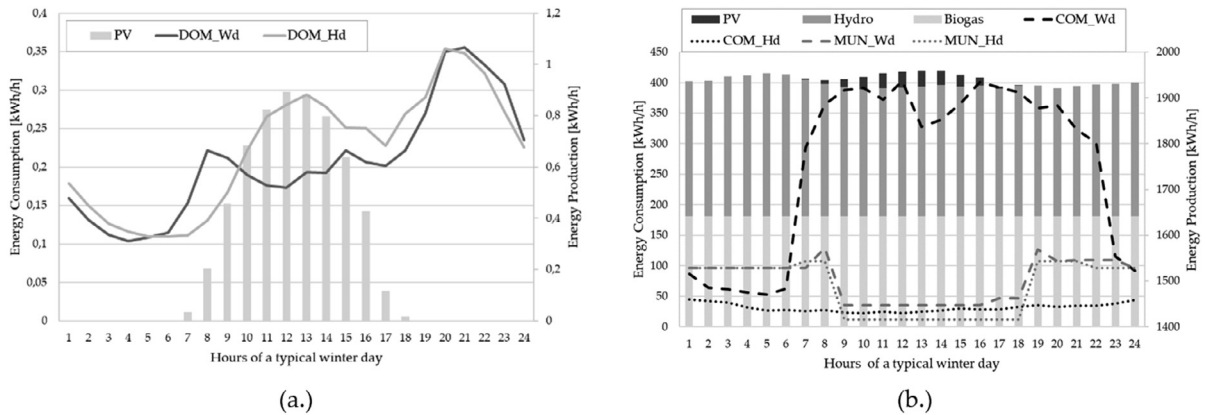 0,4
0,35
0,3
0,25
0,2
0,15
0,1
0,05
0
Energy Consumption [kWh/h]
PV DOM_Wd DOM_Hd
1,2
1
0,8
0,6
0,4
0,2
0
Energy Production [kWh/h]
1 2 3 4 5 6 7 8 9 10 11 12 13 14 15 16 17 18 19 20 21 22 23 24
Hours of a typical winter day
(a.)
PV Hydro Biogas COM_Wd
COM_Hd MUN_Wd MUN_Hd
450
400
350
300
250
200
150
100
50
0
Energy Consumption [kWh/h]
2000
1900
1800
1700
1600
1500
1400
Energy Production [kWh/h]
1 2 3 4 5 6 7 8 9 10 11 12 13 14 15 16 17 18 19 20 21 22 23 24
Hours of a typical winter day
(b.)